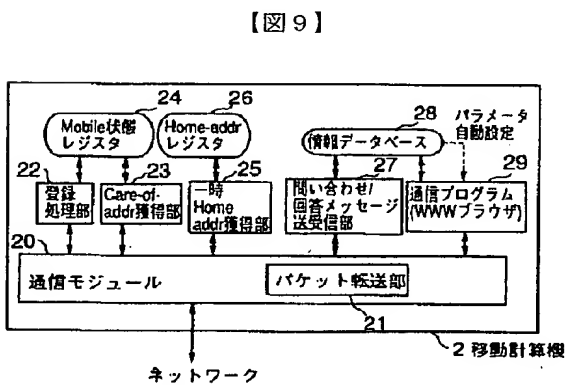 【図9】
24
Mobile状態
レジスタ
26
Home-addr
レジスタ
28
情報データベース
パラメータ
自動設定
22
登録
処理部
23
Care-of-
addr獲得部
25
一時
Home
addr獲得部
27
問い合わせ/
回答メッセージ
送受信部
29
通信プログラム
(WWWブラウザ)
20
通信モジュール
パケット転送部
21
2 移動計算機
ネットワーク